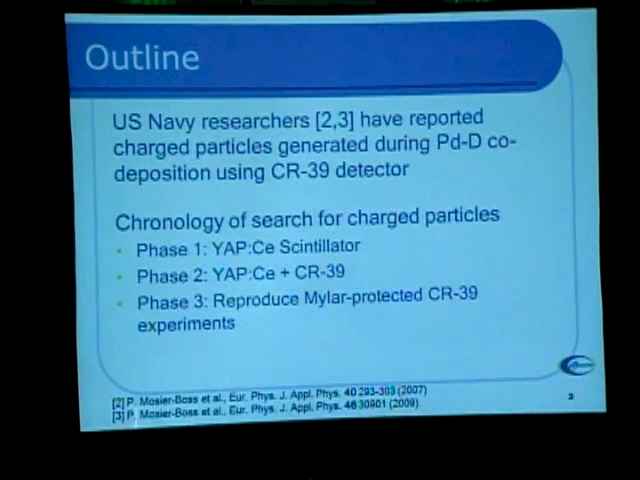 Outline
US Navy researchers [2,3] have reported
charged particles generated during Pd-D co-
deposition using CR-39 detector
Chronology of search for charged particles
• Phase 1: YAP:Ce Scintillator
• Phase 2: YAP:Ce + CR-39
• Phase 3: Reproduce Mylar-protected CR-39
experiments
[2] P. Mosier-Boss et al., Eur. Phys. J. Appl. Phys. 40 293-303 (2007)
[3] P. Mosier-Boss et al., Eur. Phys. J. Appl. Phys. 46 30901 (2009)